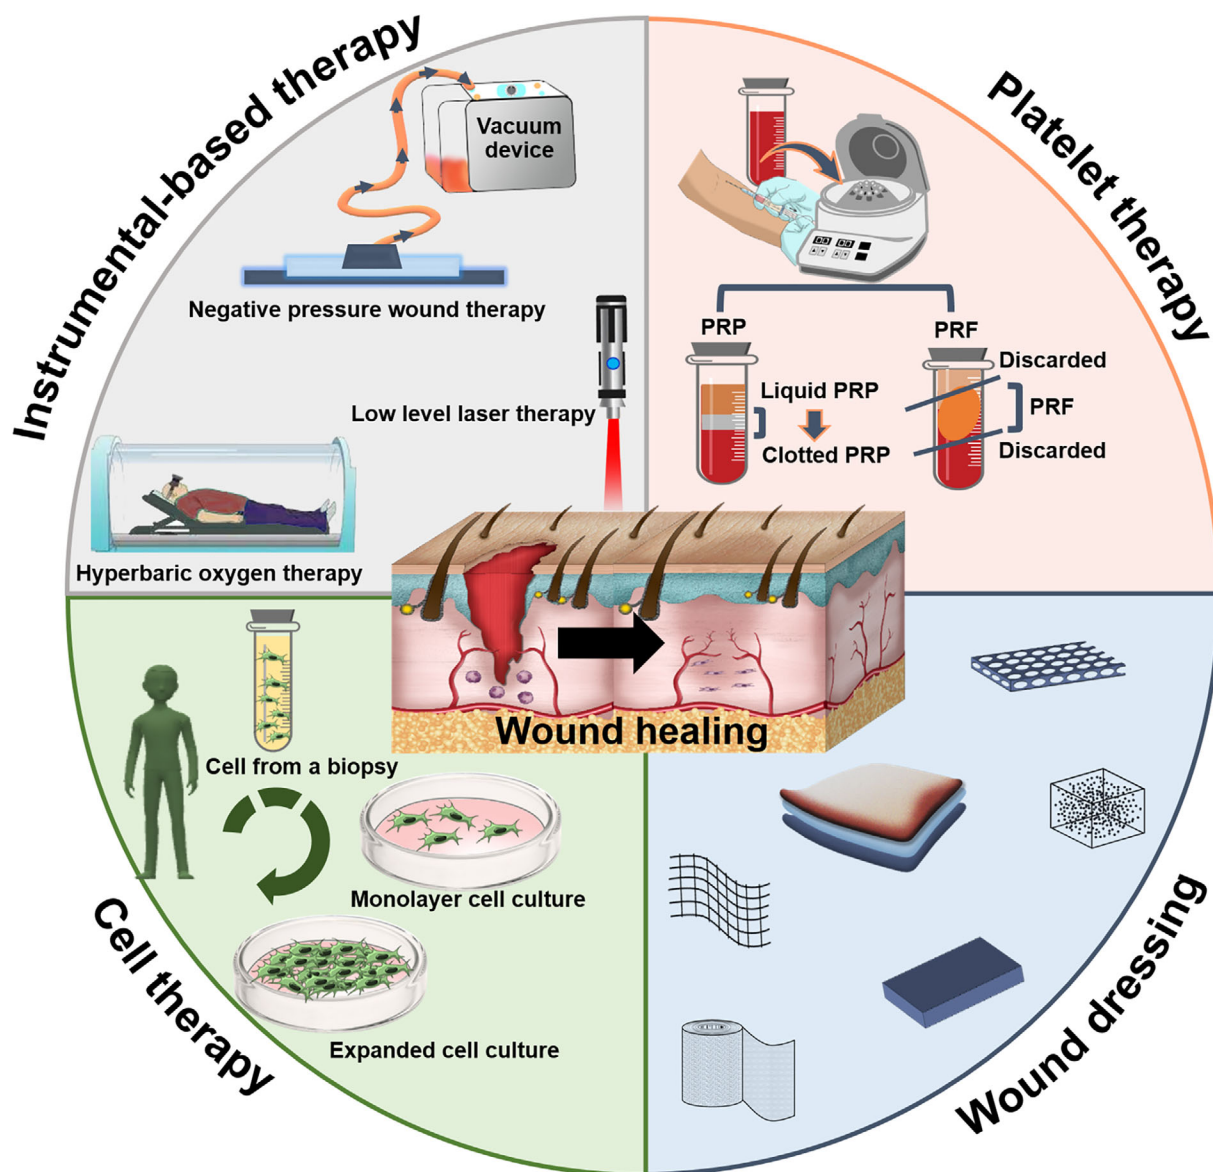 Instrumental-based therapy
Vacuum
device
Negative pressure wound therapy
Low level laser therapy
Hyperbaric oxygen therapy
Platelet therapy
PRP
PRF
Liquid PRP
Clotted PRP
Discarded
PRF
Discarded
Wound healing
Cell therapy
Cell from a biopsy
Monolayer cell culture
Expanded cell culture
Wound dressing